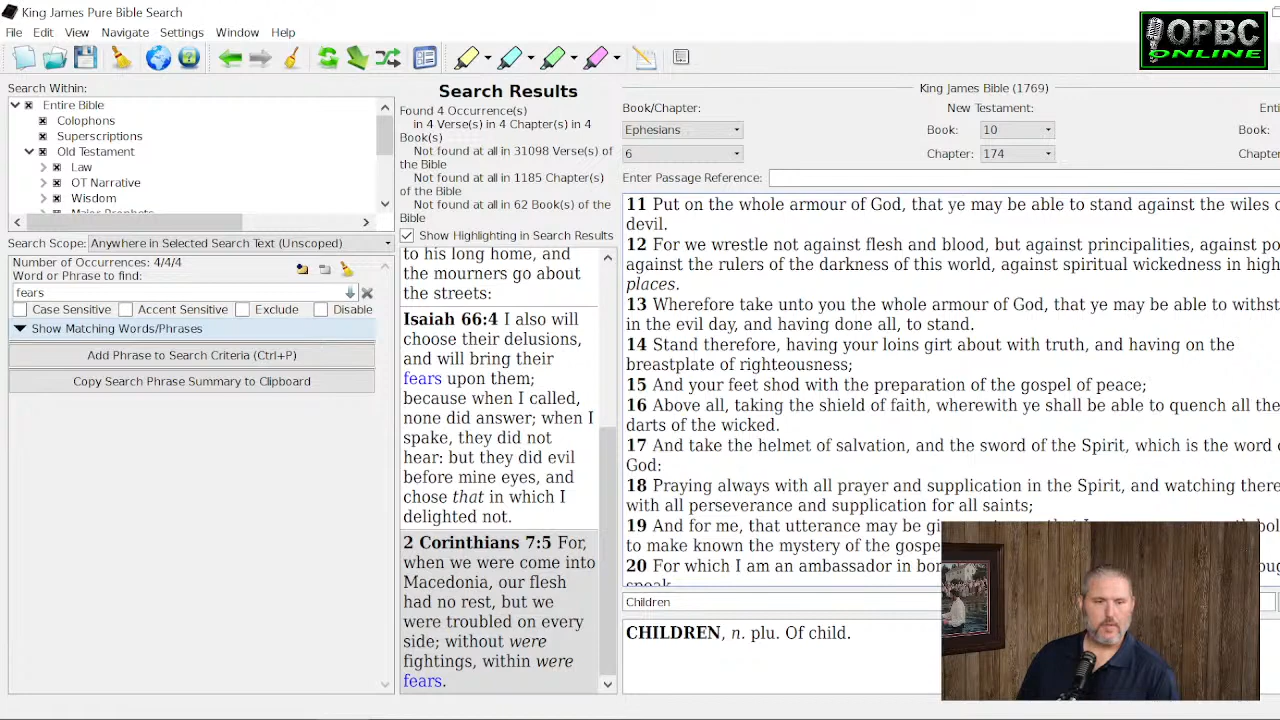 King James Pure Bible Search
File Edit View Navigate Settings Window Help
OPBC
ONLINE
Search Within:
Entire Bible
Colophons
Superscriptions
Old Testament
Law
OT Narrative
Wisdom
Search Scope: Anywhere in Selected Search Text (Unscoped)
Number of Occurrences: 4/4/4
Word or Phrase to find:
fears
Case Sensitive Accent Sensitive Exclude Disable
Show Matching Words/Phrases
Add Phrase to Search Criteria (Ctrl+P)
Copy Search Phrase Summary to Clipboard
Search Results
Found 4 Occurrence(s)
in 4 Verse(s) in 4 Chapter(s) in 4
Book(s)
Not found at all in 31098 Verse(s) of
the Bible
Not found at all in 1185 Chapter(s)
of the Bible
Not found at all in 62 Book(s) of the
Bible
Show Highlighting in Search Results
to his long home, and
the mourners go about
the streets:
Isaiah 66:4 I also will
choose their delusions,
and will bring their
fears upon them;
because when I called,
none did answer; when I
spake, they did not
hear: but they did evil
before mine eyes, and
chose that in which I
delighted not.
2 Corinthians 7:5 For,
when we were come into
Macedonia, our flesh
had no rest, but we
were troubled on every
side; without were
fightings, within were
fears.
King James Bible (1769)
Book/Chapter: New Testament:
Ephesians Book: 10 Book:
6 Chapter: 174
Enter Passage Reference:
11 Put on the whole armour of God, that ye may be able to stand against the wiles
devil.
12 For we wrestle not against flesh and blood, but against principalities, against
against the rulers of the darkness of this world, against spiritual wickedness in
places.
13 Wherefore take unto you the whole armour of God, that ye may be able to
in the evil day, and having done all, to stand.
14 Stand therefore, having your loins girt about with truth, and having on the
breastplate of righteousness;
15 And your feet shod with the preparation of the gospel of peace;
16 Above all, taking the shield of faith, wherewith ye shall be able to quench all the
darts of the wicked.
17 And take the helmet of salvation, and the sword of the Spirit, which is the word
God:
18 Praying always with all prayer and supplication in the Spirit, and watching
with all perseverance and supplication for all saints;
19 And for me, that utterance may be
to make known the mystery of the
20 For which I am an ambassador in
Children
CHILDREN, n. plu. Of child.